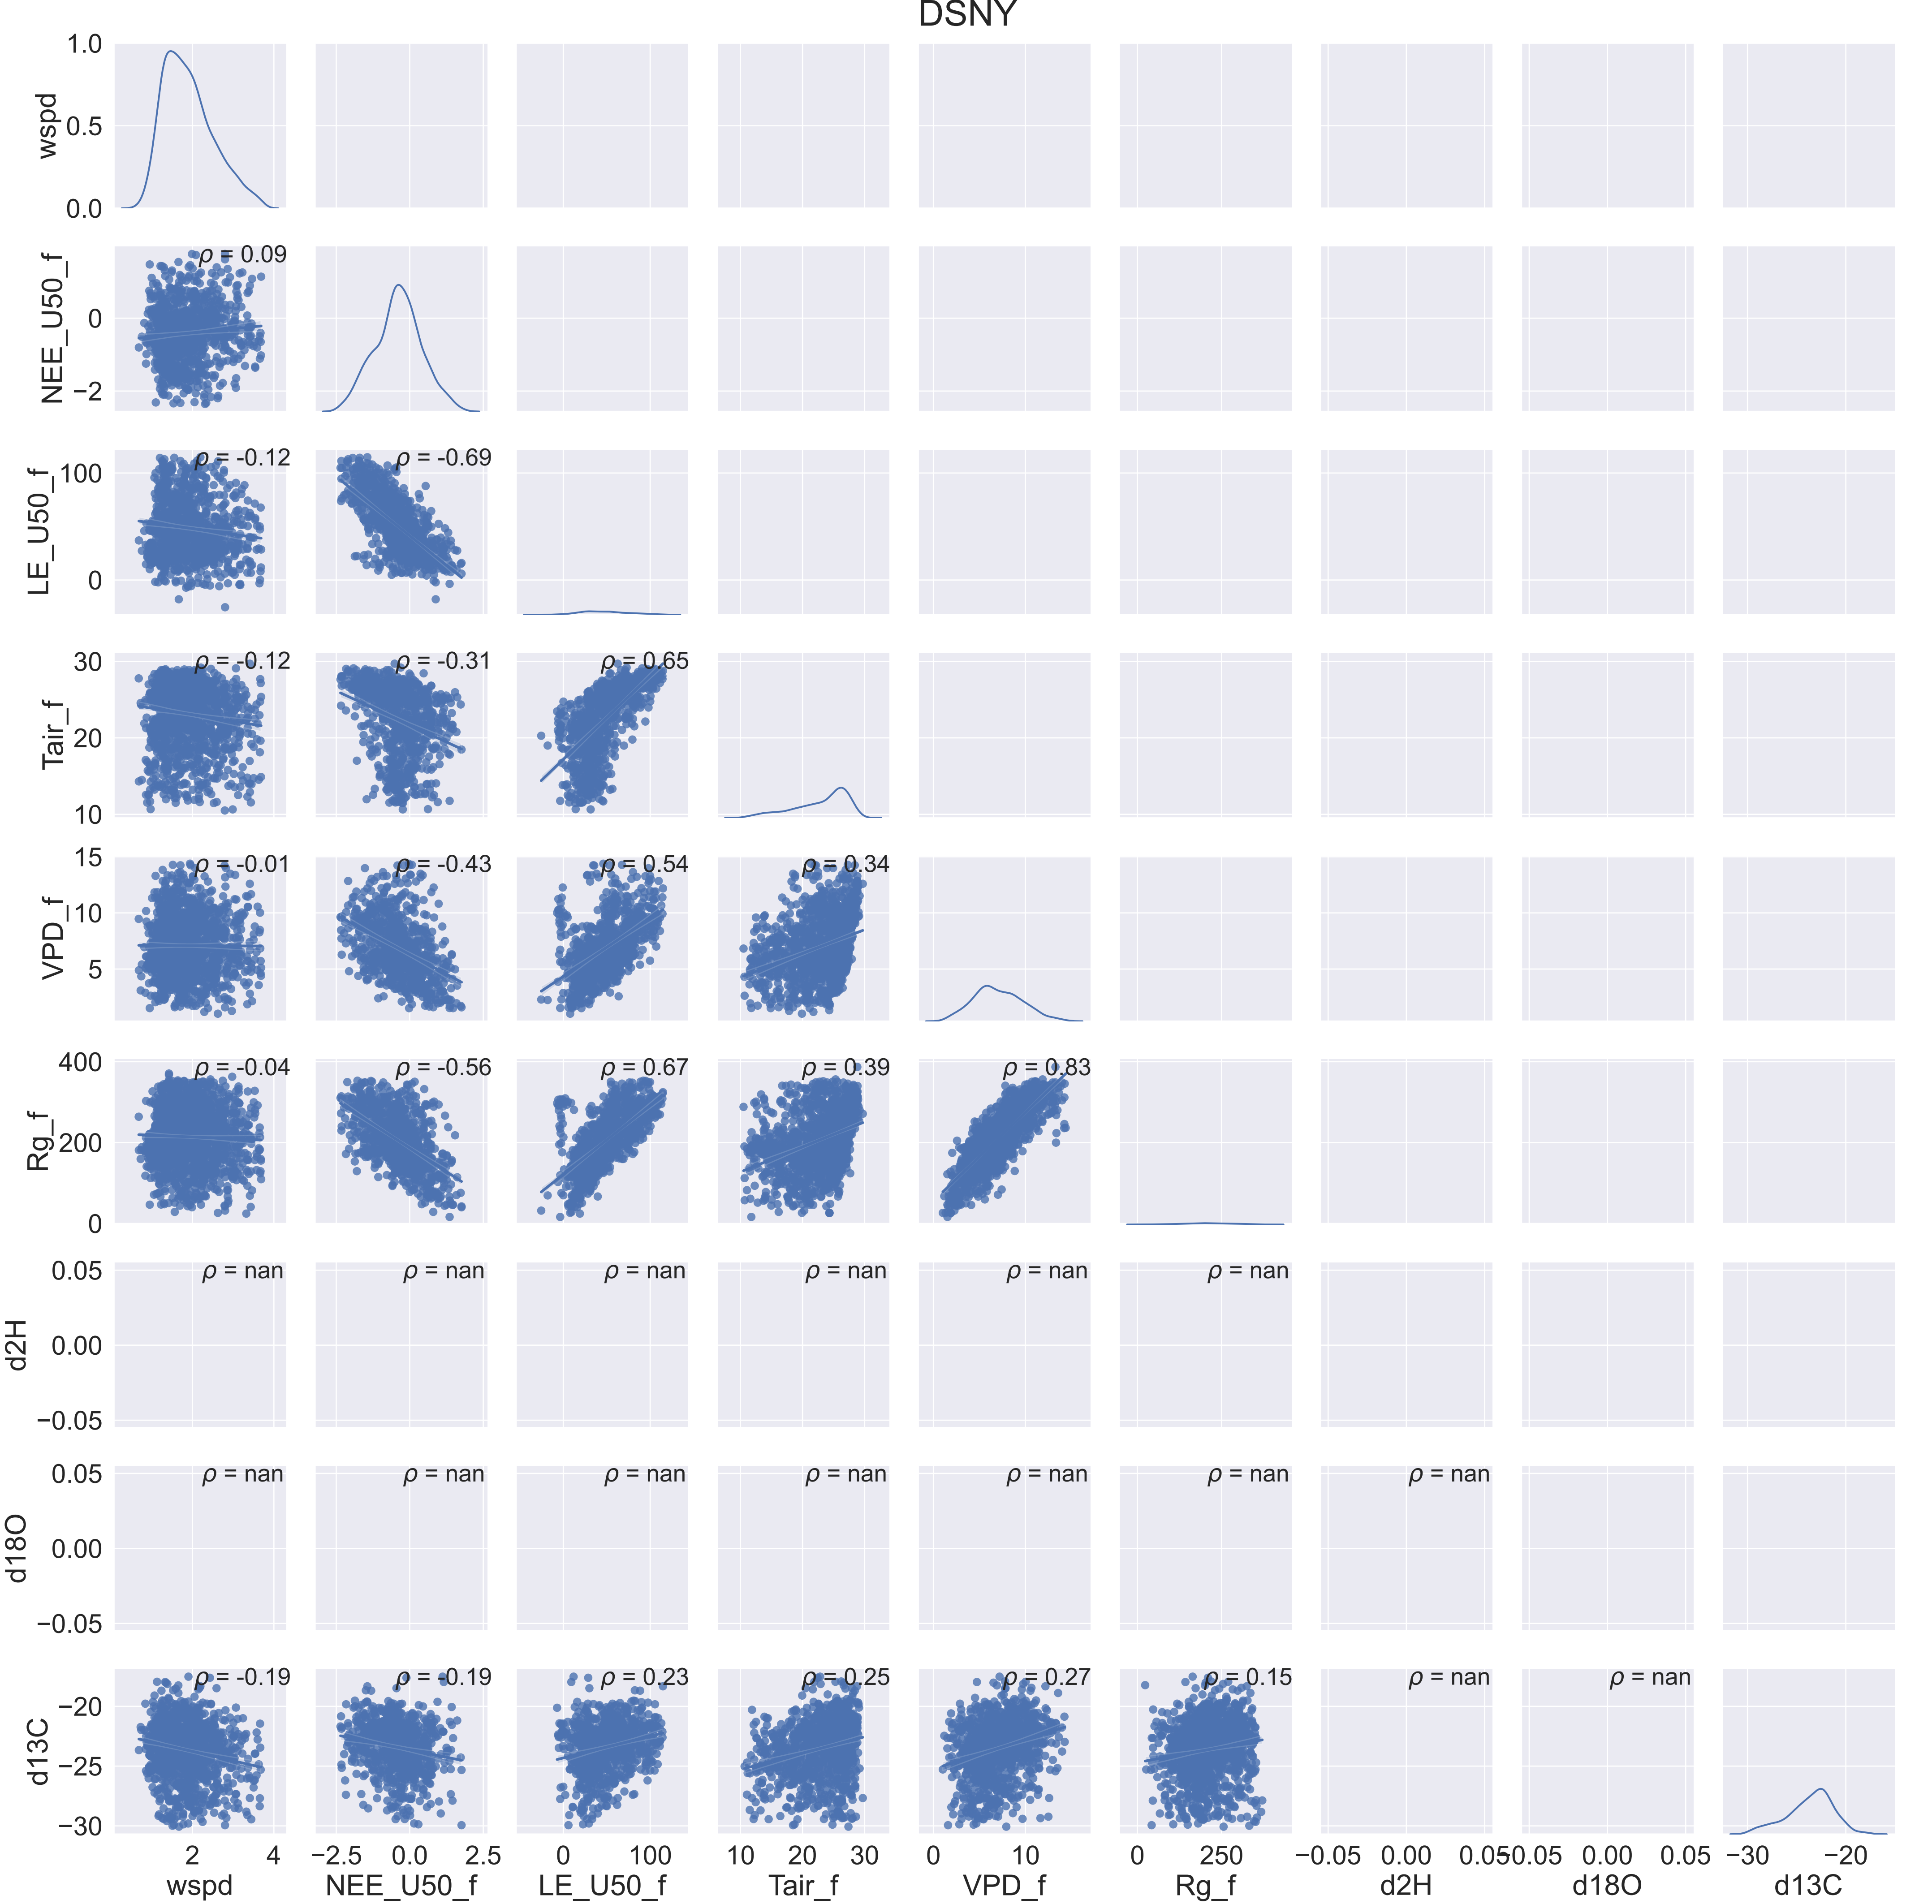 DSNY
1.0
0.5
0.0
wspd
ρ = 0.09
0
−2
NEE_U50_f
ρ = -0.12
ρ = -0.69
100
0
LE_U50_f
ρ = -0.12
ρ = -0.31
ρ = 0.65
30
20
10
Tair_f
ρ = -0.01
ρ = -0.43
ρ = 0.54
ρ = 0.34
15
10
5
VPD_f
ρ = -0.04
ρ = -0.56
ρ = 0.67
ρ = 0.39
ρ = 0.83
400
200
0
Rg_f
ρ = nan
ρ = nan
ρ = nan
ρ = nan
ρ = nan
ρ = nan
0.05
0.00
−0.05
d2H
ρ = nan
ρ = nan
ρ = nan
ρ = nan
ρ = nan
ρ = nan
ρ = nan
0.05
0.00
−0.05
d18O
ρ = -0.19
ρ = -0.19
ρ = 0.23
ρ = 0.25
ρ = 0.27
ρ = 0.15
ρ = nan
ρ = nan
−20
−25
−30
d13C
2 4
−2.5 0.0 2.5
0 100
10 20 30
0 10
0 250
−0.05 0.00 0.05
−0.05 0.00 0.05
−30 −20
wspd
NEE_U50_f
LE_U50_f
Tair_f
VPD_f
Rg_f
d2H
d18O
d13C